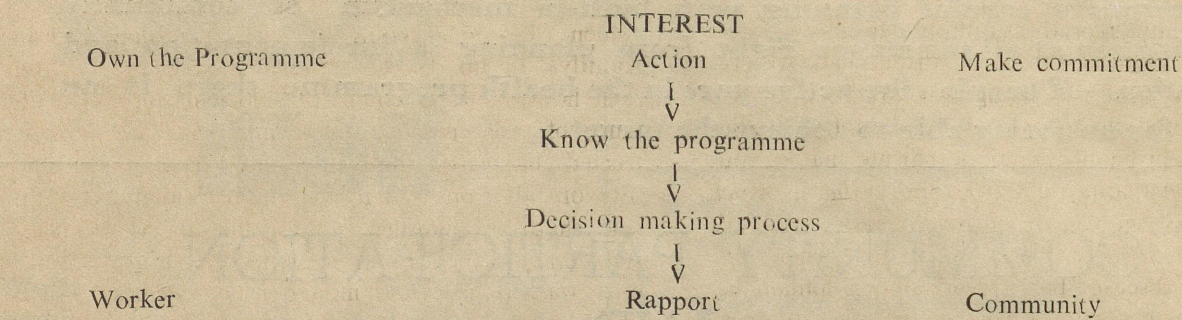 INTEREST
Own the Programme Action Make commitment
Know the programme
Decision making process
Worker Rapport Community